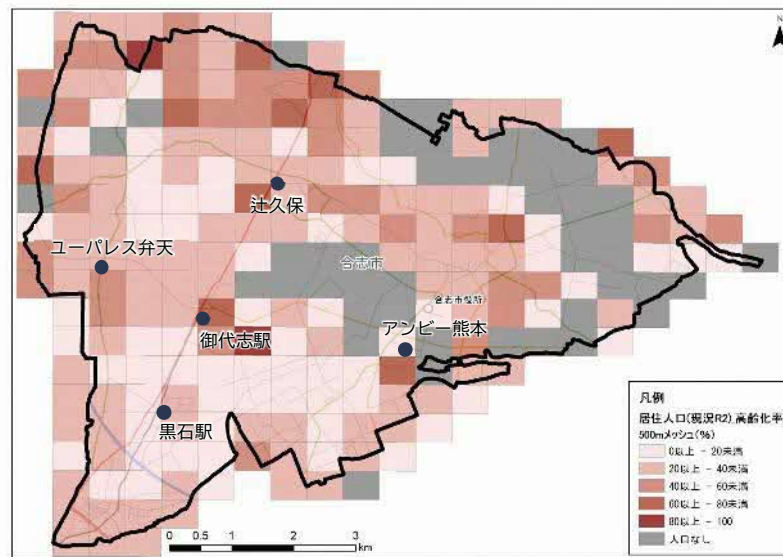 N
辻久保
ユーパレス弁天
合志市
合志市役所
御代志駅
アンビー熊本
黒石駅
凡例
居住人口(現況R2)_高齢化率
500mメッシュ(%)
0以上 - 20未満
20以上 - 40未満
40以上 - 60未満
60以上 - 80未満
80以上 - 100
人口なし
0 0.5 1 2 3
km